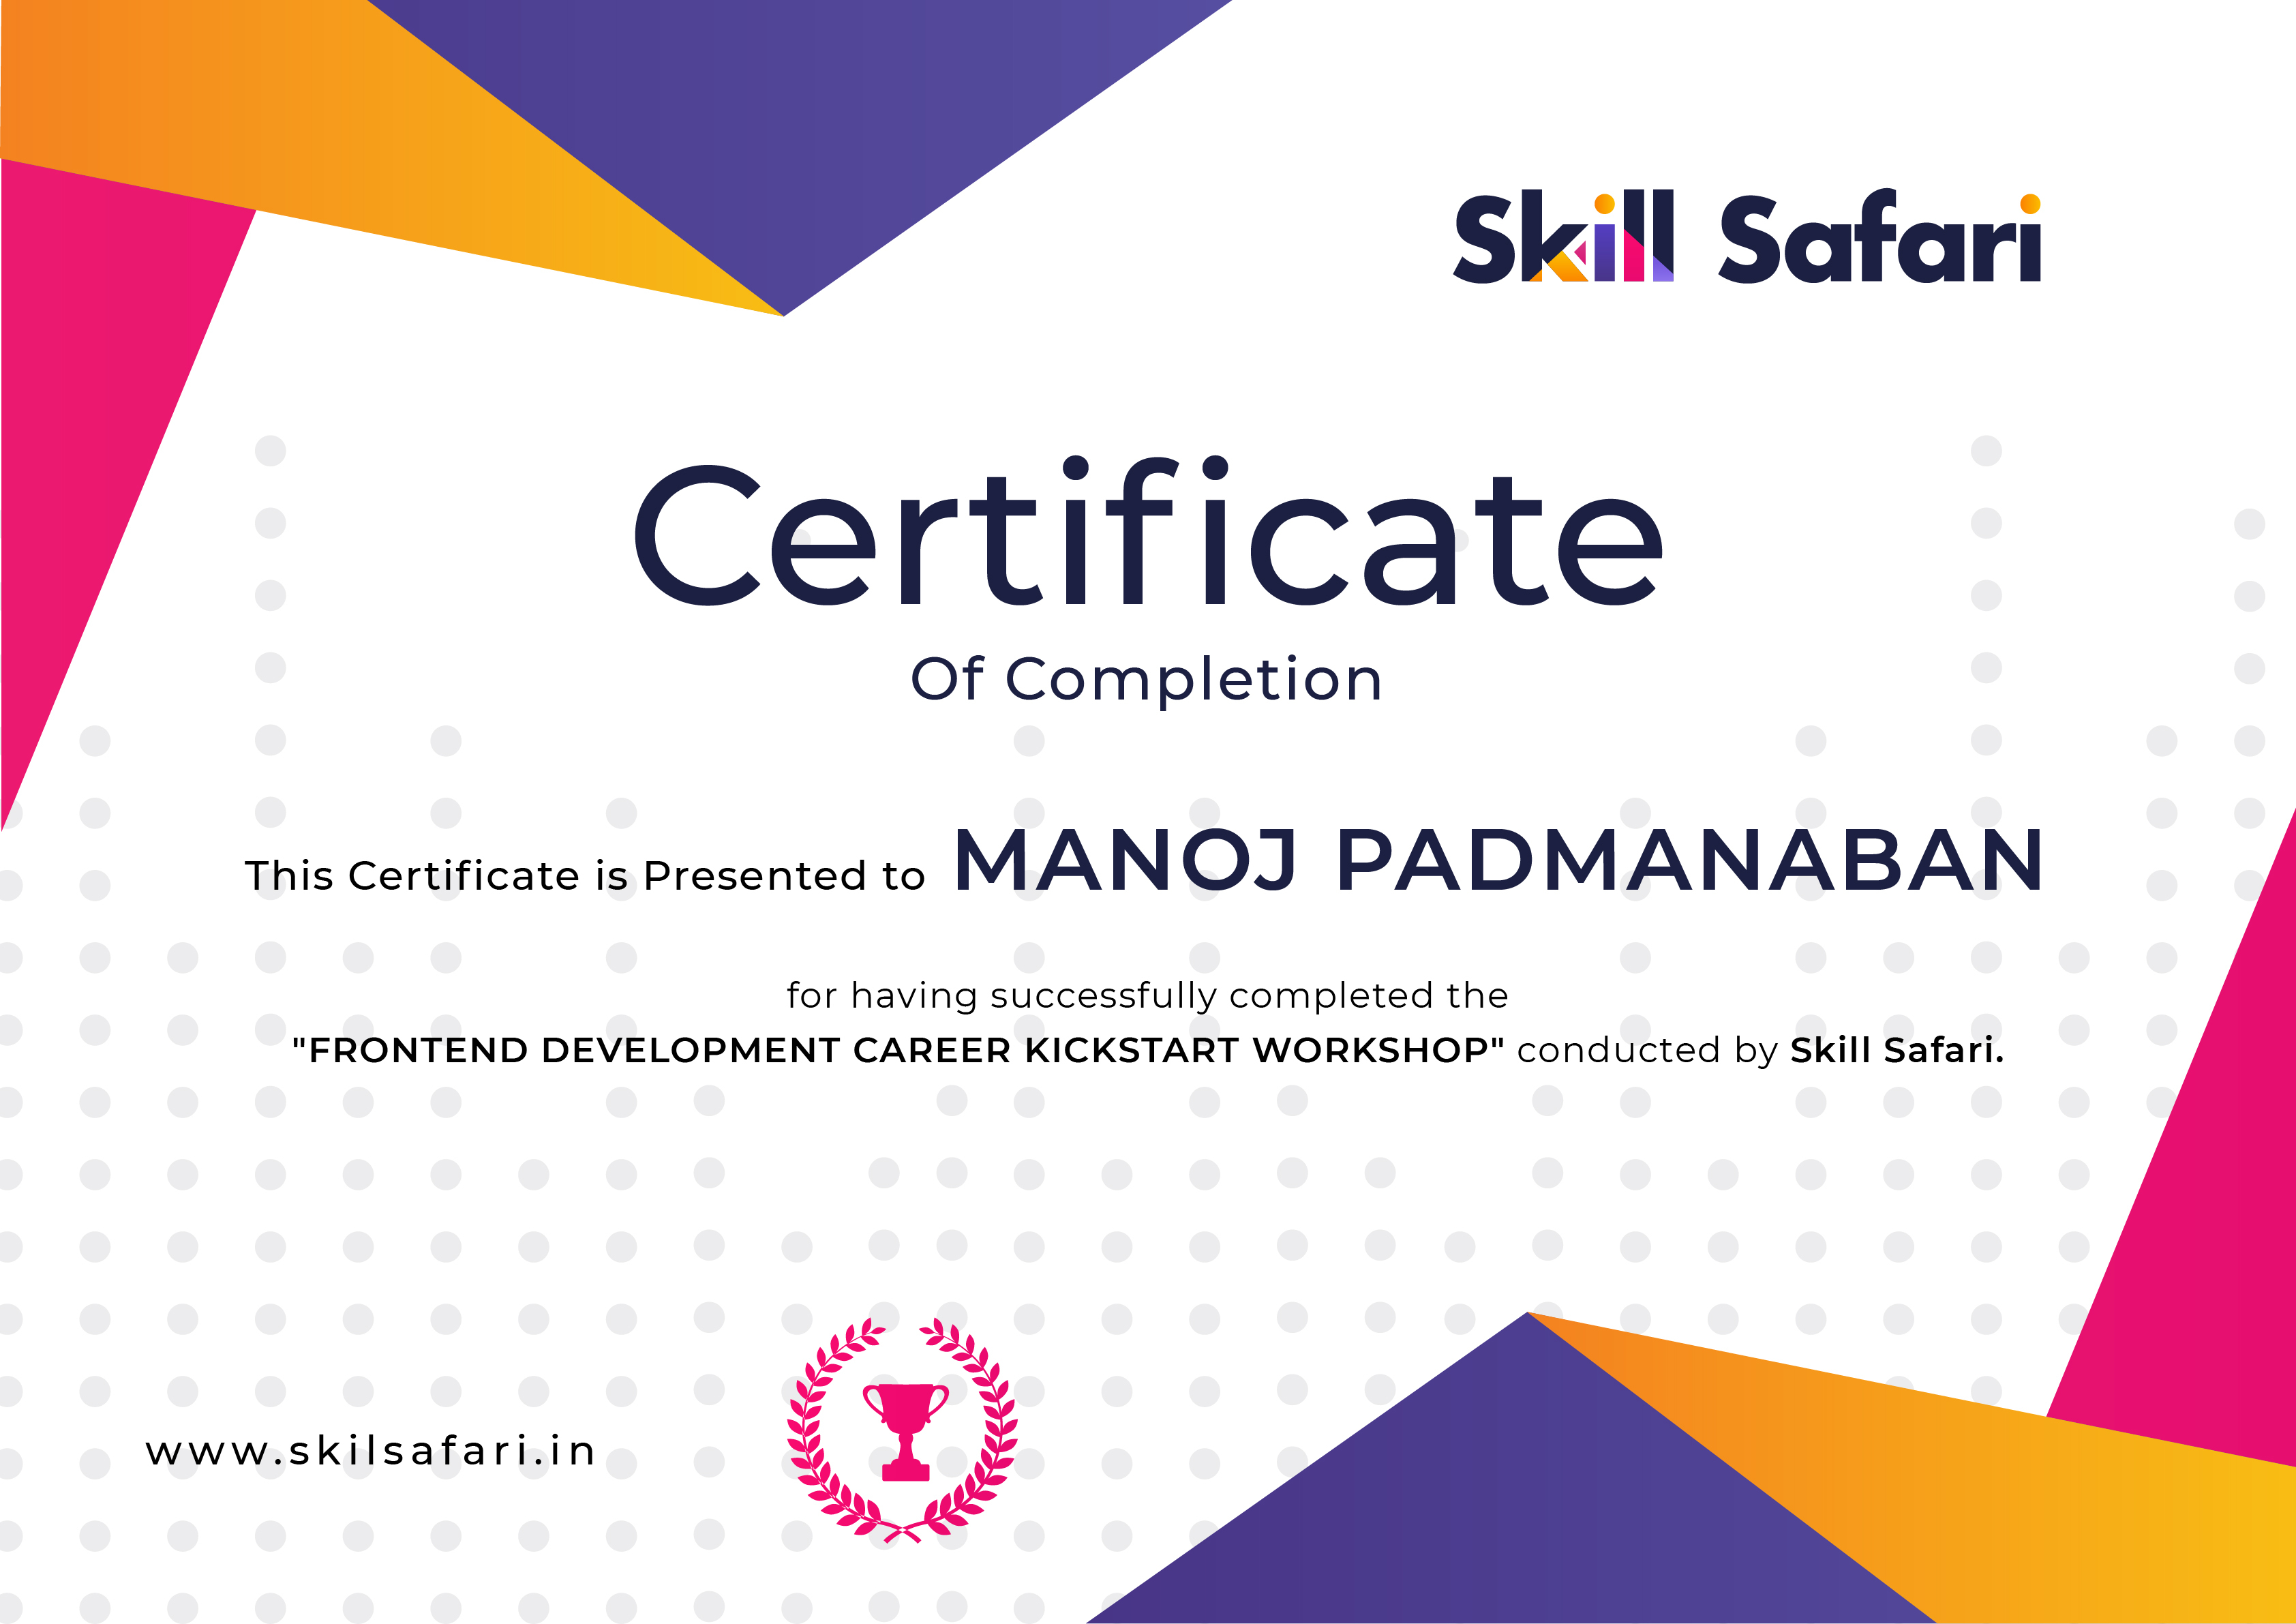 Skill Safari
Certificate
Of Completion
This Certificate is Presented to MANOJ PADMANABAN
for having successfully completed the
"FRONTEND DEVELOPMENT CAREER KICKSTART WORKSHOP" conducted by Skill Safari.
www.skilsafari.in